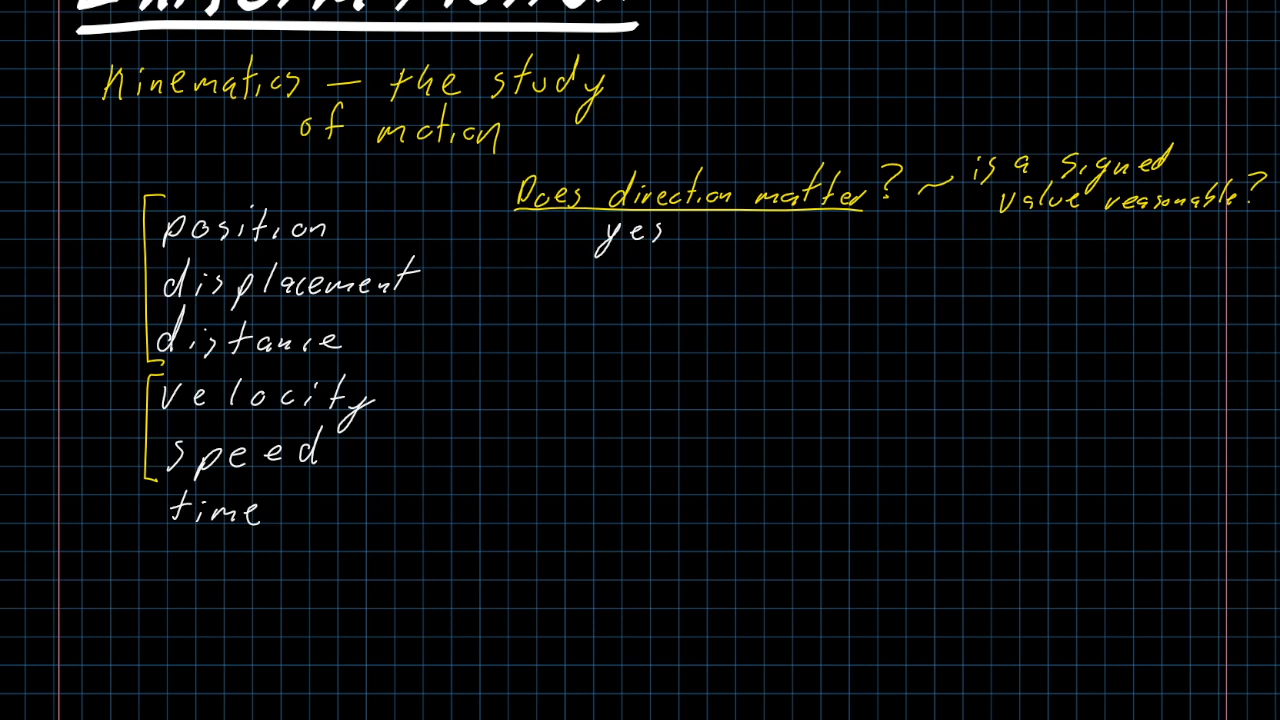 Kinematics – the study
of motion
Does direction matter? ~ is a signed
value reasonable?
position yes
displacement
distance
velocity
speed
time